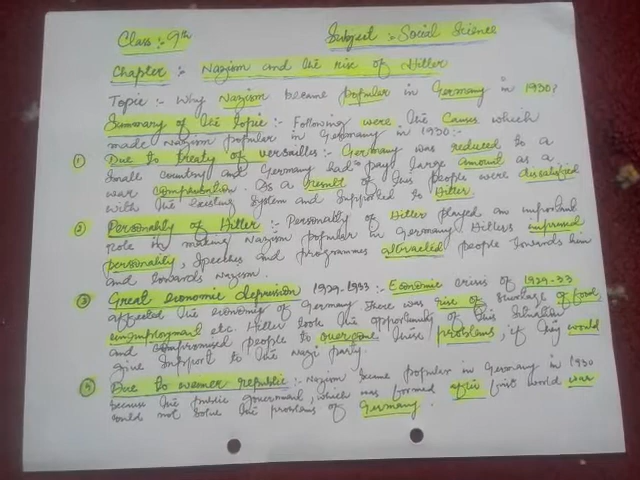 Class :- 9th Subject :- Social Science
Chapter :- Nazism and the rise of Hitler
Topic :- Why Nazism became popular in Germany in 1930?
Summary of the topic :- Following were the Causes which
made Nazism popular in Germany in 1930:-
① Due to treaty of versailles :- Germany was reduced to a
small country and Germany had to pay large amount as a
war . As a result of this people were dissatisfied
with the existing System and Supported to Hitler.
② Personality of Hitler :- Personality of Hitler played an important
Role in making Nazism popular in Germany. Hitlers
personality, Speeches and programmes attracted people towards him
and towards Nazism.
③ Great economic depression 1929-1933 :- Economic crisis of 1929-33
affected the economy of Germany. There was rise of Shortage of food,
etc. Hitler took the opportunity of this Situation
and people to over come these problems, if they would
give Support to the Nazi party.
④ Due to republic :- Nazism became popular in Germany in 1930
because the public government, which was formed after first world war
could not Solve the problems of Germany.